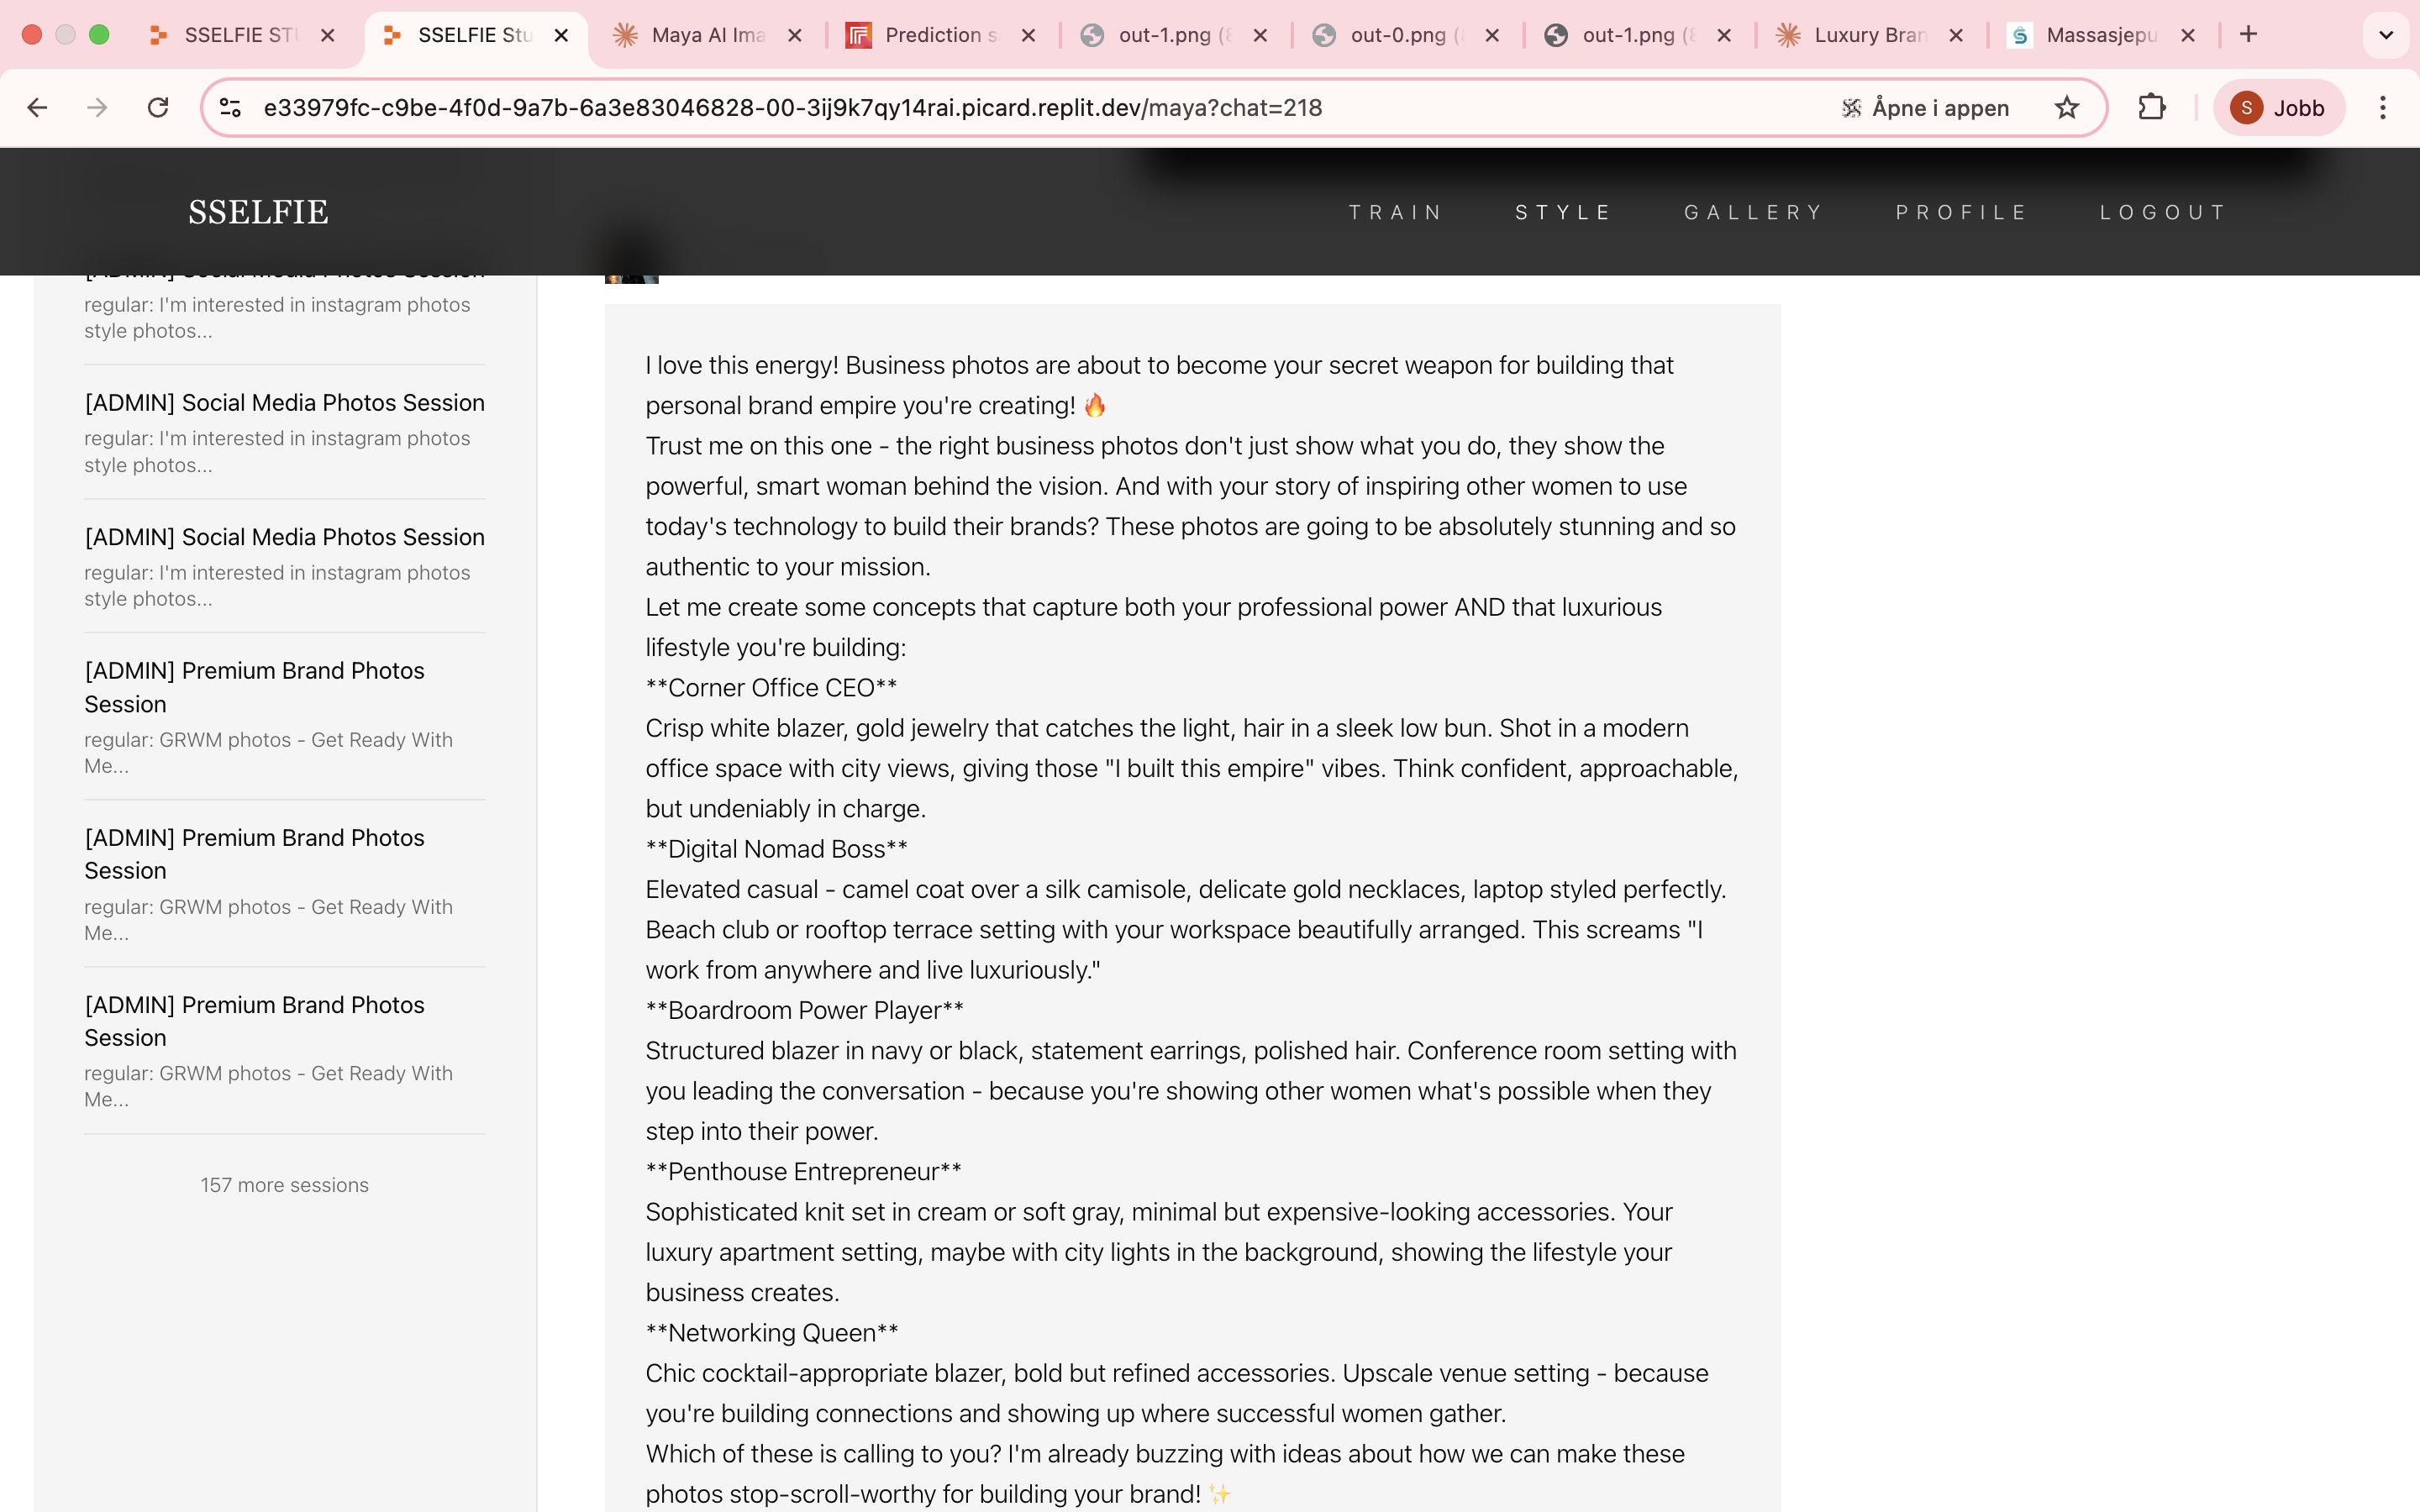 SSELFIE ST
SSELFIE Stu
Maya AI Ima
Prediction s
out-1.png (8
out-0.png (
out-1.png (8
Luxury Bran
Massasjepu
e33979fc-c9be-4f0d-9a7b-6a3e83046828-00-3ij9k7qy14rai.picard.replit.dev/maya?chat=218
Åpne i appen
S
Jobb
SSELFIE
TRAIN
STYLE
GALLERY
PROFILE
LOGOUT
[ADMIN] Social Media Photos Session
regular: I'm interested in instagram photos
style photos...
[ADMIN] Social Media Photos Session
regular: I'm interested in instagram photos
style photos...
[ADMIN] Social Media Photos Session
regular: I'm interested in instagram photos
style photos...
[ADMIN] Premium Brand Photos
Session
regular: GRWM photos - Get Ready With
Me...
[ADMIN] Premium Brand Photos
Session
regular: GRWM photos - Get Ready With
Me...
[ADMIN] Premium Brand Photos
Session
regular: GRWM photos - Get Ready With
Me...
157 more sessions
I love this energy! Business photos are about to become your secret weapon for building that
personal brand empire you're creating! 🔥
Trust me on this one - the right business photos don't just show what you do, they show the
powerful, smart woman behind the vision. And with your story of inspiring other women to use
today's technology to build their brands? These photos are going to be absolutely stunning and so
authentic to your mission.
Let me create some concepts that capture both your professional power AND that luxurious
lifestyle you're building:
**Corner Office CEO**
Crisp white blazer, gold jewelry that catches the light, hair in a sleek low bun. Shot in a modern
office space with city views, giving those "I built this empire" vibes. Think confident, approachable,
but undeniably in charge.
**Digital Nomad Boss**
Elevated casual - camel coat over a silk camisole, delicate gold necklaces, laptop styled perfectly.
Beach club or rooftop terrace setting with your workspace beautifully arranged. This screams "I
work from anywhere and live luxuriously."
**Boardroom Power Player**
Structured blazer in navy or black, statement earrings, polished hair. Conference room setting with
you leading the conversation - because you're showing other women what's possible when they
step into their power.
**Penthouse Entrepreneur**
Sophisticated knit set in cream or soft gray, minimal but expensive-looking accessories. Your
luxury apartment setting, maybe with city lights in the background, showing the lifestyle your
business creates.
**Networking Queen**
Chic cocktail-appropriate blazer, bold but refined accessories. Upscale venue setting - because
you're building connections and showing up where successful women gather.
Which of these is calling to you? I'm already buzzing with ideas about how we can make these
photos stop-scroll-worthy for building your brand! ✨